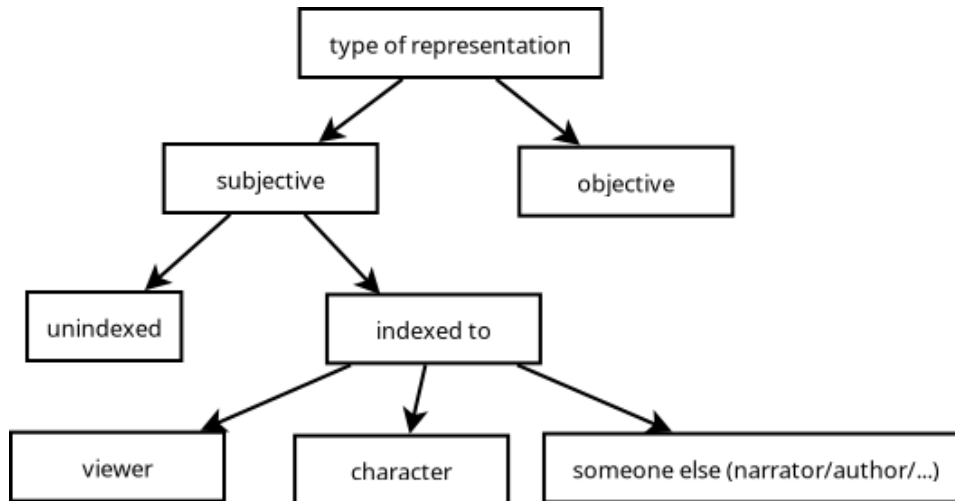 type of representation
subjective
objective
unindexed
indexed to
viewer
character
someone else (narrator/author/...)